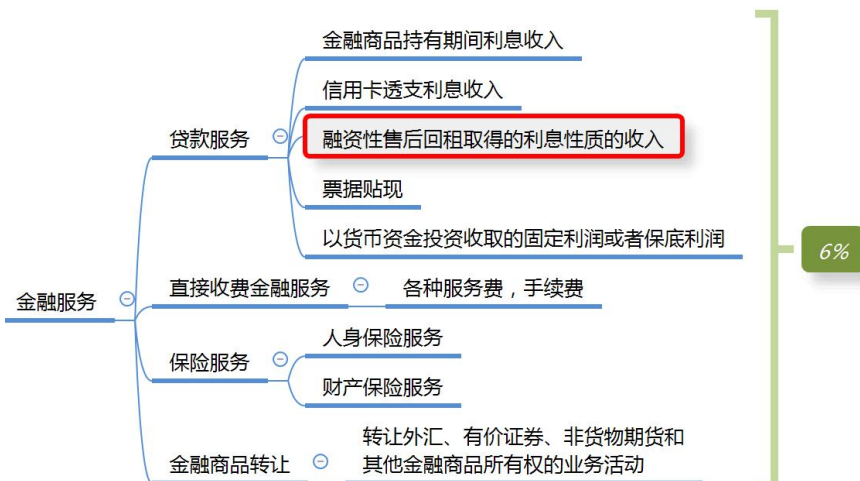 金融商品持有期间利息收入
信用卡透支利息收入
贷款服务
融资性售后回租取得的利息性质的收入
票据贴现
以货币资金投资收取的固定利润或者保底利润
6%
直接收费金融服务
各种服务费，手续费
金融服务
人身保险服务
保险服务
财产保险服务
转让外汇、有价证券、非货物期货和
其他金融商品所有权的业务活动
金融商品转让